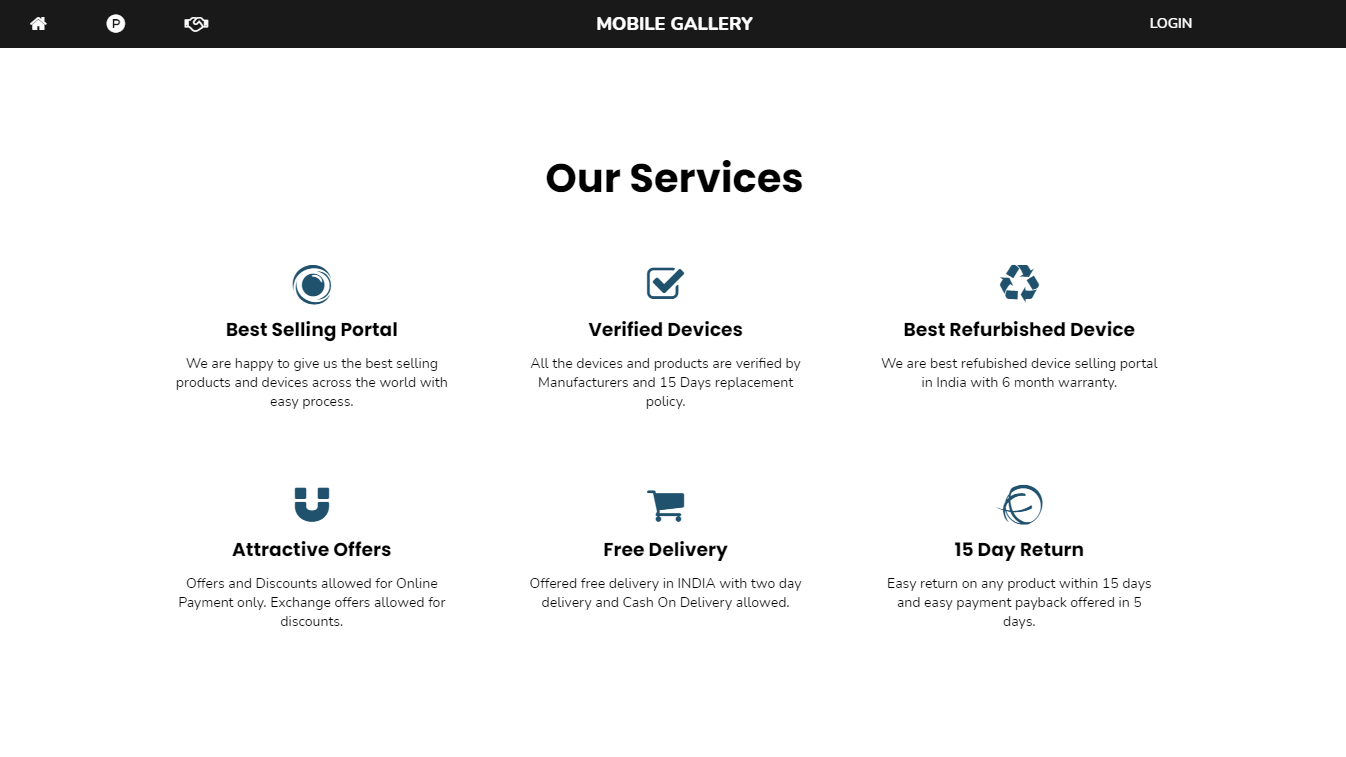 P
MOBILE GALLERY
LOGIN
Our Services
Best Selling Portal
We are happy to give us the best selling
products and devices across the world with
easy process.
Verified Devices
All the devices and products are verified by
Manufacturers and 15 Days replacement
policy.
Best Refurbished Device
We are best refubished device selling portal
in India with 6 month warranty.
Attractive Offers
Offers and Discounts allowed for Online
Payment only. Exchange offers allowed for
discounts.
Free Delivery
Offered free delivery in INDIA with two day
delivery and Cash On Delivery allowed.
15 Day Return
Easy return on any product within 15 days
and easy payment payback offered in 5
days.